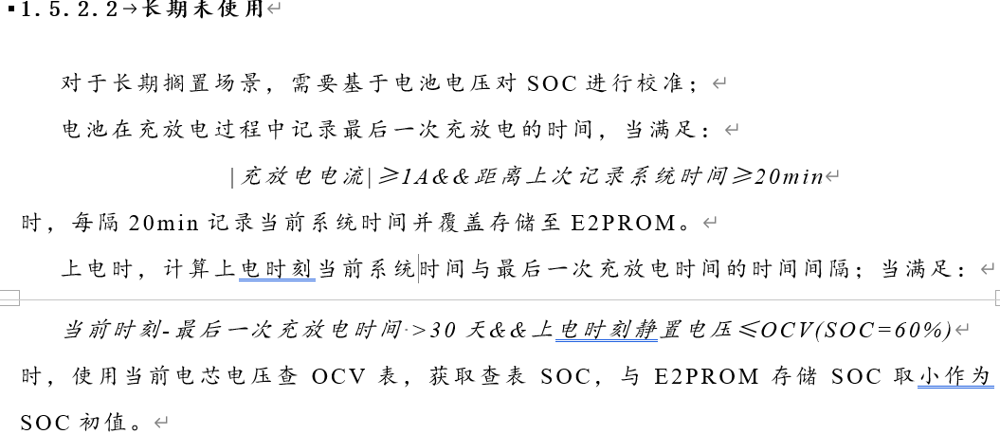 1.5.2.2→长期未使用↵
对于长期搁置场景，需要基于电池电压对 SOC 进行校准；↵
电池在充放电过程中记录最后一次充放电的时间，当满足：↵
|充放电电流|≥1A&&距离上次记录系统时间≥20min↵
时，每隔 20min 记录当前系统时间并覆盖存储至 E2PROM。↵
上电时，计算上电时刻当前系统时间与最后一次充放电时间的时间间隔；当满足：↵
当前时刻-最后一次充放电时间·>30 天&&上电时刻静置电压≤OCV(SOC=60%)↵
时，使用当前电芯电压查 OCV 表，获取查表 SOC，与 E2PROM 存储 SOC 取小作为
SOC 初值。↵